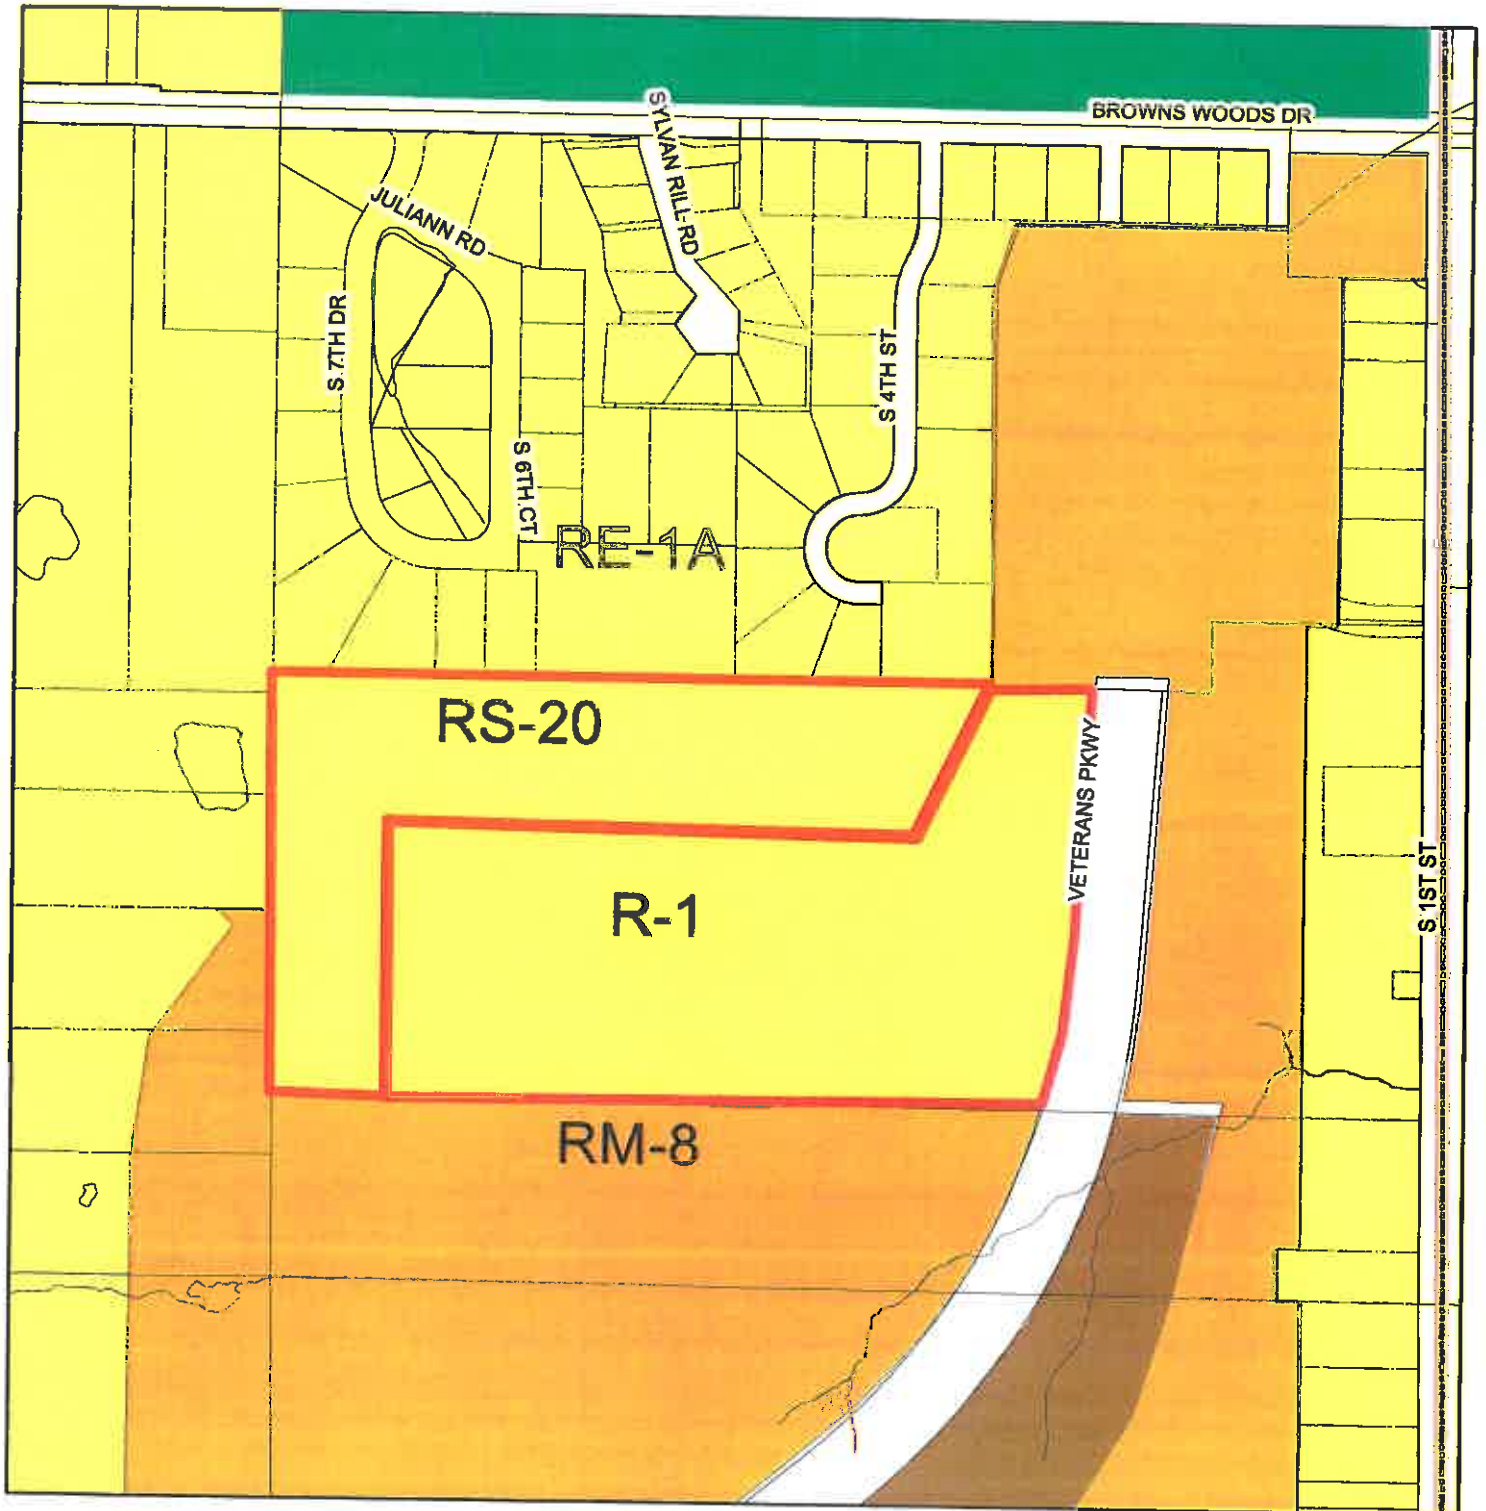 BROWNS WOODS DR
SYLVAN RILL RD
JULIANN RD
S 7TH DR
S 4TH ST
S 6TH CT
RE-1A
RS-20
VETERANS PKWY
R-1
S 1ST ST
RM-8